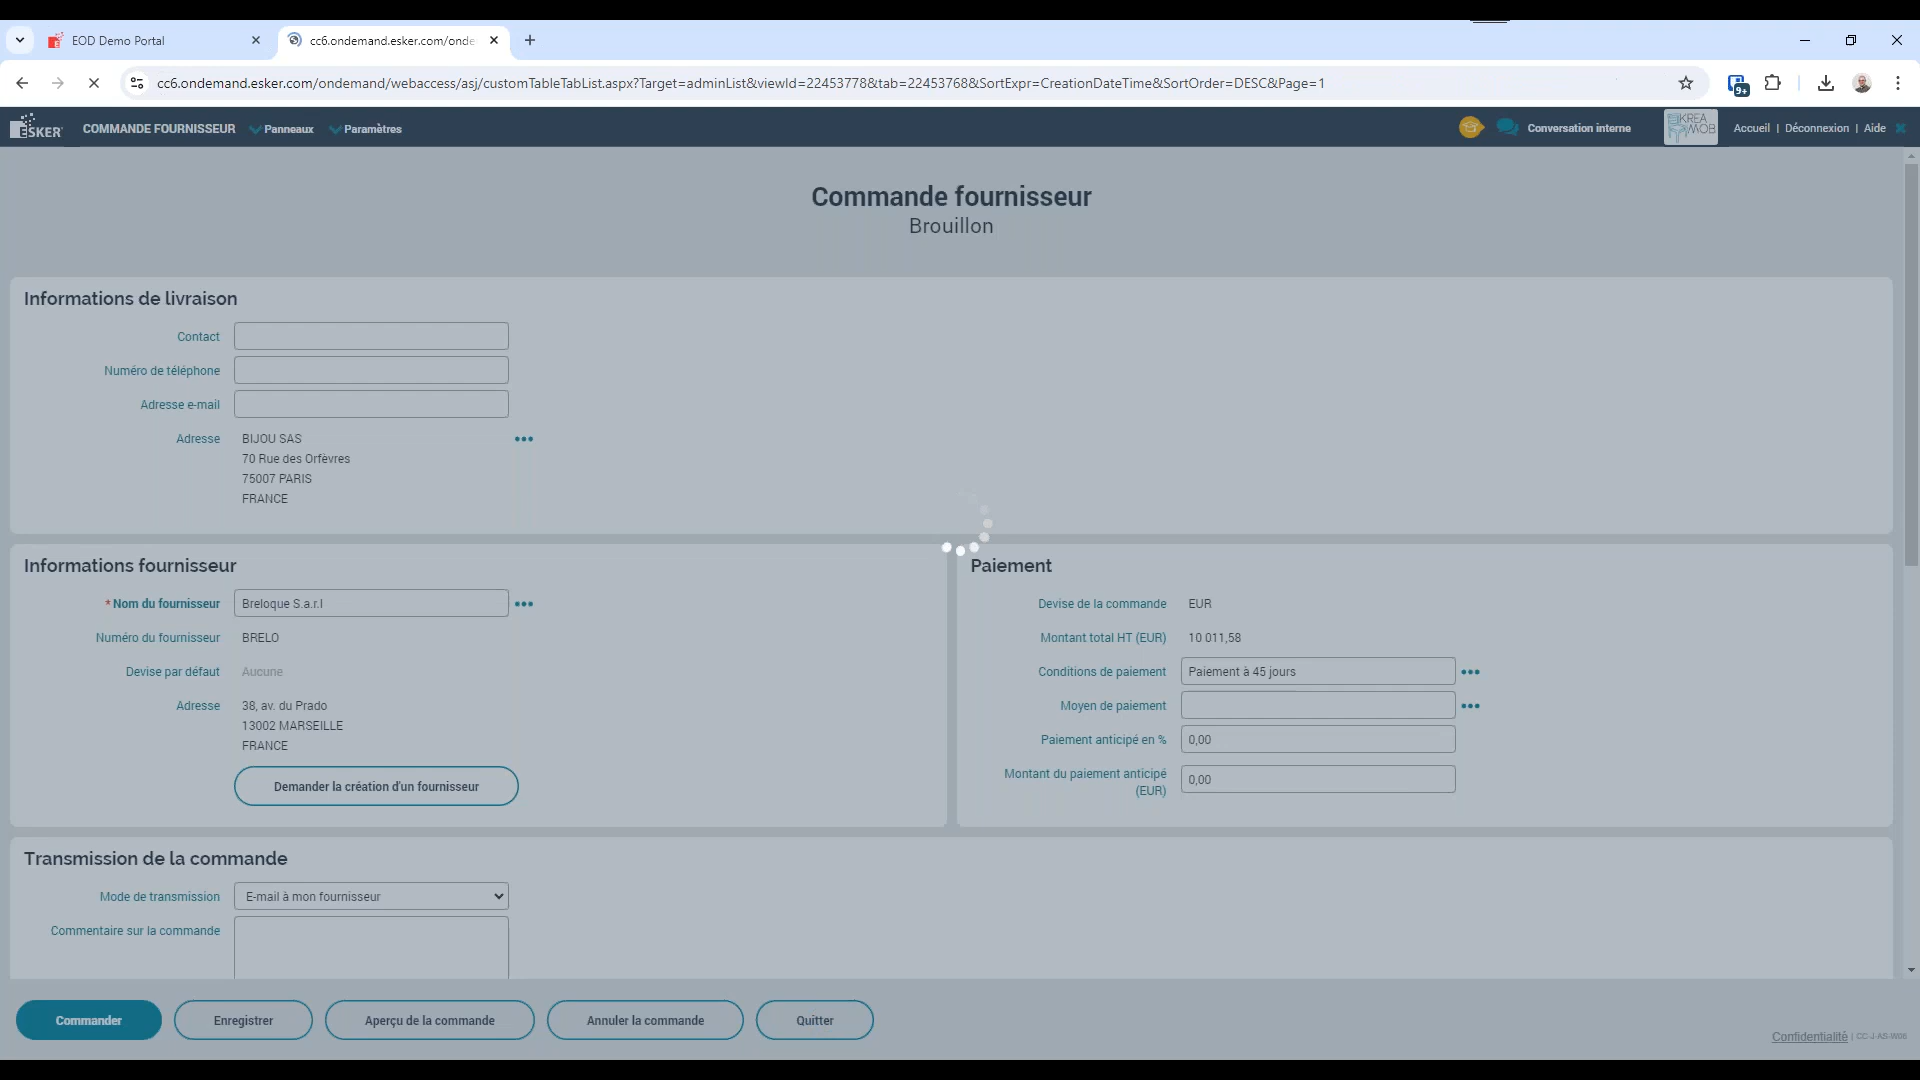 EOD Demo Portal
cc6.ondemand.esker.com/onde
cc6.ondemand.esker.com/ondemand/webaccess/asj/customTableTabList.aspx?Target=adminList&viewId=22453778&tab=22453768&SortExpr=CreationDateTime&SortOrder=DESC&Page=1
9+
ESKER
COMMANDE FOURNISSEUR
Panneaux
Paramètres
Conversation interne
KREA MOB
Accueil | Déconnexion | Aide
Commande fournisseur
Brouillon
Informations de livraison
Contact
Numéro de téléphone
Adresse e-mail
Adresse
BIJOU SAS
70 Rue des Orfèvres
75007 PARIS
FRANCE
Informations fournisseur
* Nom du fournisseur Breloque S.a.r.l
Numéro du fournisseur BRELO
Devise par défaut Aucune
Adresse 38, av. du Prado
13002 MARSEILLE
FRANCE
Demander la création d'un fournisseur
Paiement
Devise de la commande EUR
Montant total HT (EUR) 10 011,58
Conditions de paiement Paiement à 45 jours
Moyen de paiement
Paiement anticipé en % 0,00
Montant du paiement anticipé (EUR) 0,00
Transmission de la commande
Mode de transmission E-mail à mon fournisseur
Commentaire sur la commande
Commander
Enregistrer
Aperçu de la commande
Annuler la commande
Quitter
Confidentialité | CC-J-AS-W06